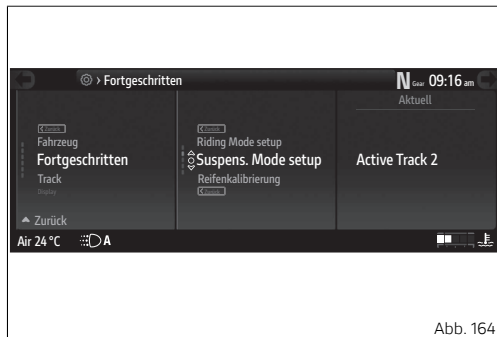 > Fortgeschritten
N Gear 09:16 am
Zurück
Fahrzeug
Fortgeschritten
Track
Display
Zurück
Zurück
Riding Mode setup
Suspens. Mode setup
Reifenkalibrierung
Zurück
Aktuell
Active Track 2
Air 24 °C
A
Abb. 164